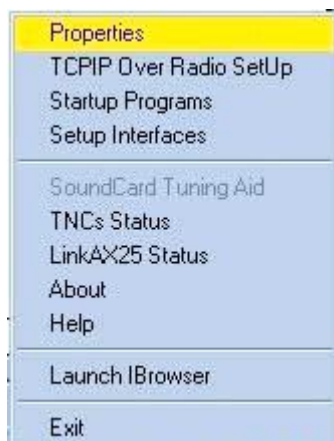 Properties
TCPIP Over Radio SetUp
Startup Programs
Setup Interfaces
SoundCard Tuning Aid
TNCs Status
LinkAX25 Status
About
Help
Launch IBrowser
Exit